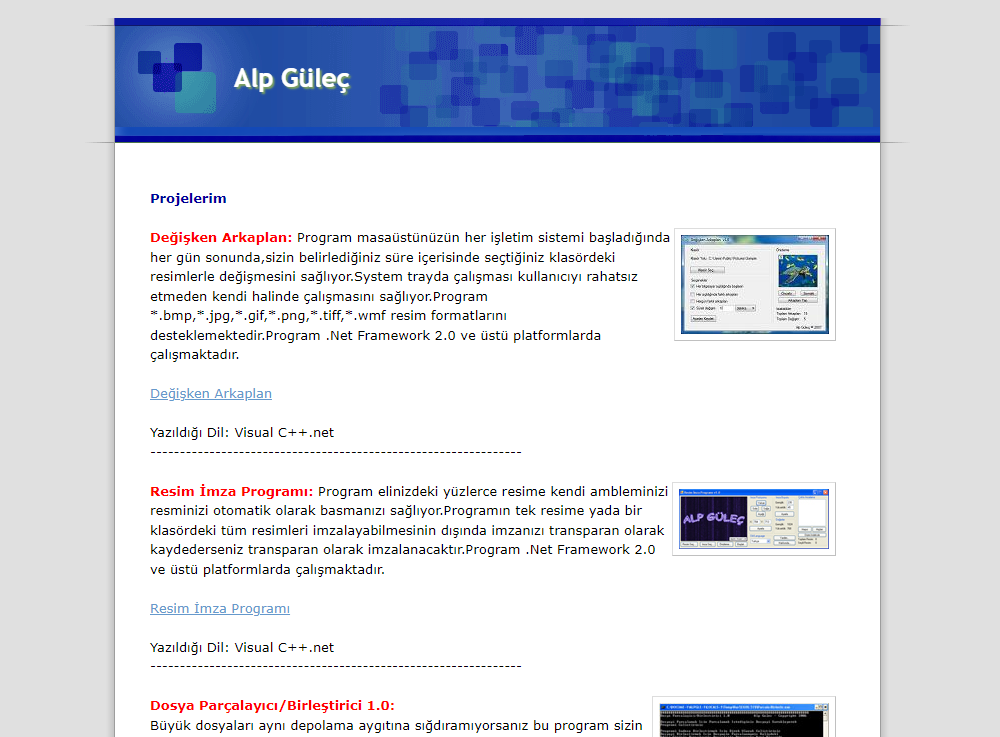 Alp Güleç
Projelerim
Değişken Arkaplan: Program masaüstünüzün her işletim sistemi başladığında
her gün sonunda,sizin belirlediğiniz süre içerisinde seçtiğiniz klasördeki
resimlerle değişmesini sağlıyor.System trayda çalışması kullanıcıyı rahatsız
etmeden kendi halinde çalışmasını sağlıyor.Program
*.bmp,*.jpg,*.gif,*.png,*.tiff,*.wmf resim formatlarını
desteklemektedir.Program .Net Framework 2.0 ve üstü platformlarda
çalışmaktadır.
Değişken Arkaplan
Yazıldığı Dil: Visual C++.net
--------------------------------------------------------------
Resim İmza Programı: Program elinizdeki yüzlerce resime kendi ambleminizi
resminizi otomatik olarak basmanızı sağlıyor.Programın tek resime yada bir
klasördeki tüm resimleri imzalayabilmesinin dışında imzanızı transparan olarak
kaydederseniz transparan olarak imzalanacaktır.Program .Net Framework 2.0
ve üstü platformlarda çalışmaktadır.
ALP GÜLEÇ
Resim İmza Programı
Yazıldığı Dil: Visual C++.net
--------------------------------------------------------------
Dosya Parçalayıcı/Birleştirici 1.0:
Büyük dosyaları aynı depolama aygıtına sığdıramıyorsanız bu program sizin